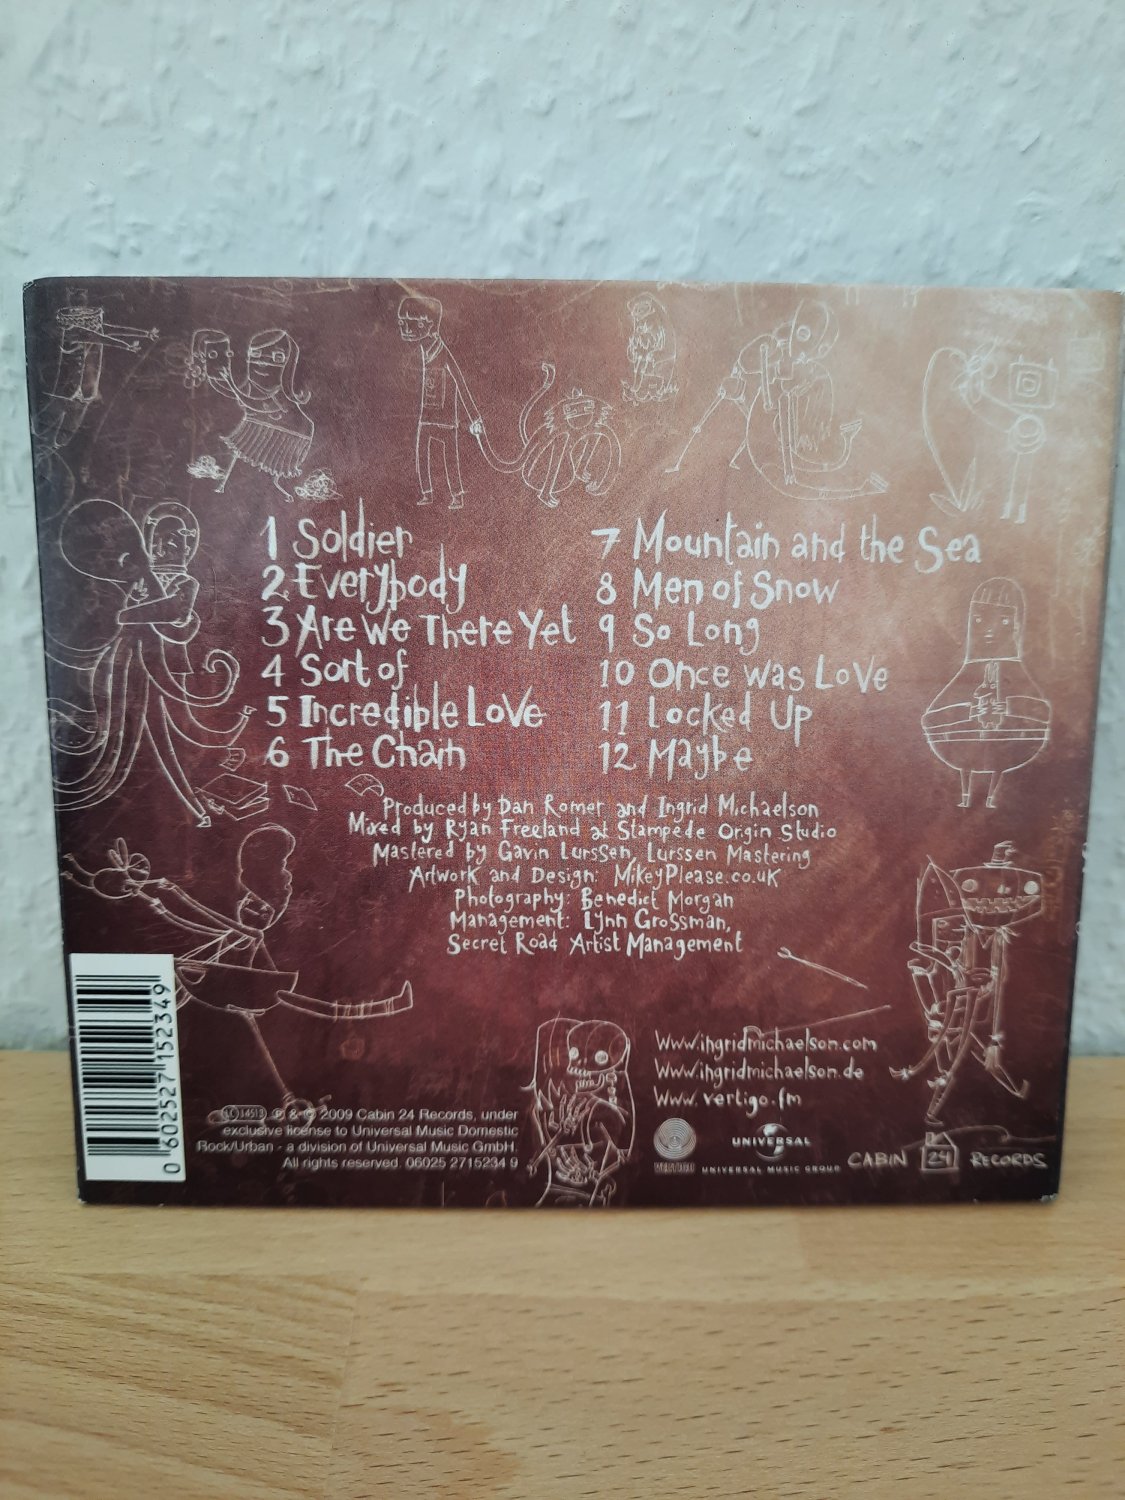 1 Soldier
2 Everybody
3 Are We There Yet
4 Sort of
5 Incredible Love
6 The Chain
7 Mountain and the Sea
8 Men of Snow
9 So Long
10 Once was Love
11 Locked Up
12 Maybe
Produced by Dan Romer and Ingrid Michaelson
Mixed by Ryan Freeland at Stampede Orgin Studio
Mastered by Gavin Lurssen, Lurssen Mastering
Artwork and Design: MikeyPlease.co.uk
Photography: Benedict Morgan
Management: Lynn Grossman,
Secret Road Artist Management
www.ingridmichaelson.com
www.ingridmichaelson.de
www.vertigo.fm
0 602527 152349
LC 14513 ℗ & © 2009 Cabin 24 Records, under
exclusive license to Universal Music Domestic
Rock/Urban - a division of Universal Music GmbH.
All rights reserved. 06025 2715234 9
VERTIGO
UNIVERSAL
UNIVERSAL MUSIC GROUP
CABIN 24 RECORDS